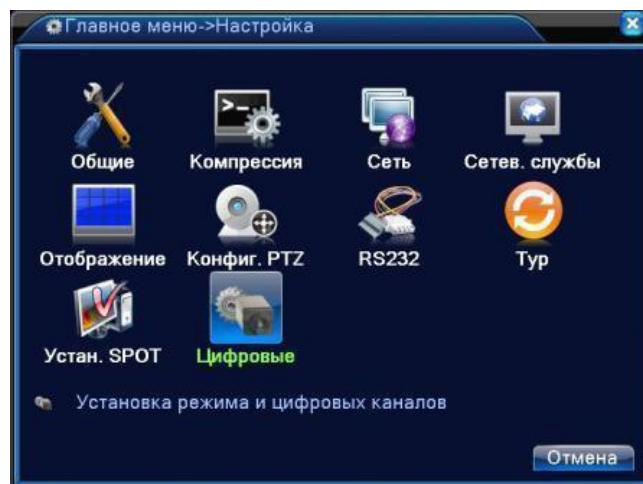 Главное меню->Настройка
Общие Компрессия Сеть Сетев. службы
Отображение Конфиг. PTZ RS232 Тур
Устан. SPOT Цифровые
Установка режима и цифровых каналов
Отмена